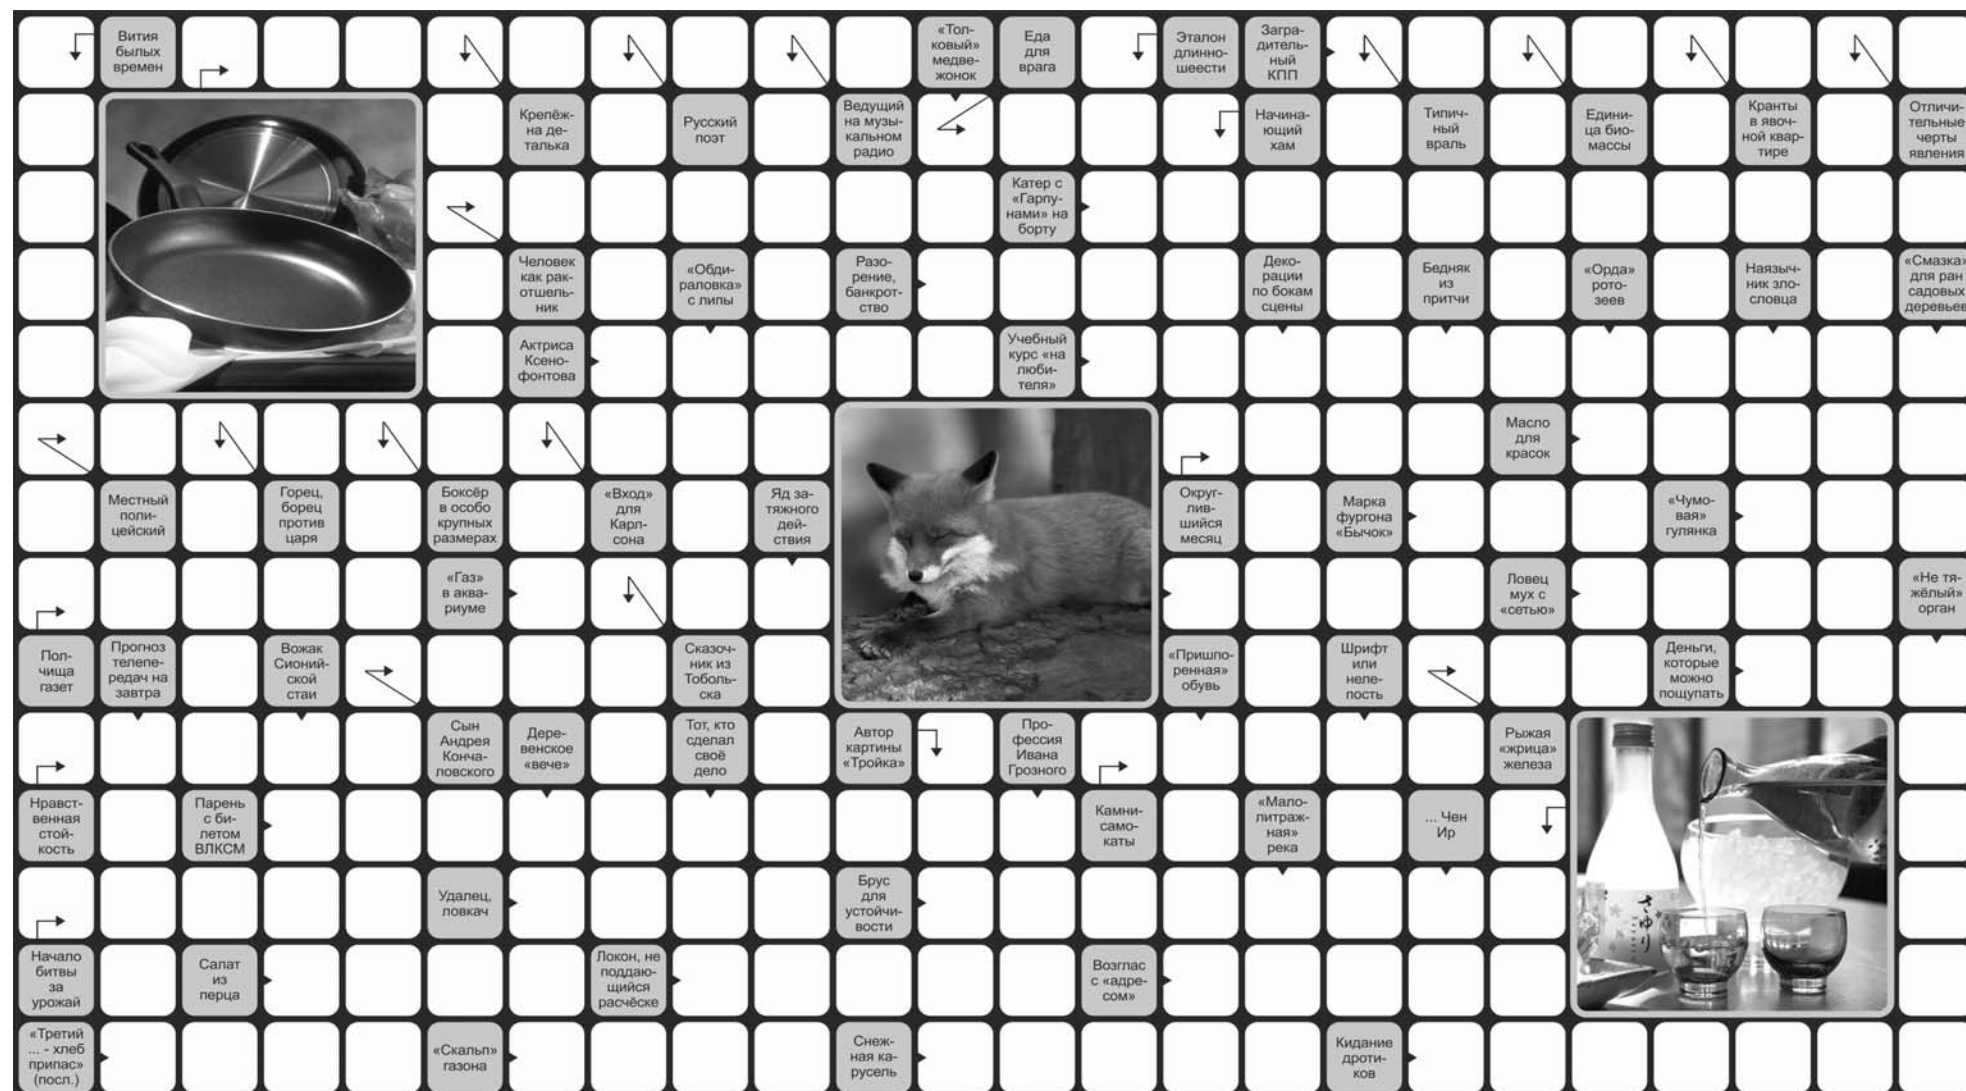 Вития
былых
времен
«Тол-
ковый»
медве-
жонок
Еда
для
врага
Эталон
длинно-
шеести
Загра-
дитель-
ный
КПП
Крепёж-
на де-
талька
Русский
поэт
Ведущий
на музы-
кальном
радио
Начина-
ющий
хам
Типич-
ный
враль
Едини-
ца био-
массы
Кранты
в явоч-
ной квар-
тире
Отличи-
тельные
черты
явления
Катер с
«Гарпу-
нами» на
борту
Человек
как рак-
отшель-
ник
«Обди-
раловка»
с липы
Разо-
рение,
банкрот-
ство
Деко-
рации
по бокам
сцены
Бедняк
из
притчи
«Орда»
рото-
зеев
Наязыч-
ник зло-
словца
«Смазка»
для ран
садовых
деревьев
Актриса
Ксено-
фонтова
Учебный
курс «на
люби-
теля»
Масло
для
красок
Местный
поли-
цейский
Горец,
борец
против
царя
Боксёр
в особо
крупных
размерах
«Вход»
для
Карл-
сона
Яд за-
тяжного
дей-
ствия
Округ-
лив-
шийся
месяц
Марка
фургона
«Бычок»
«Чумо-
вая»
гулянка
«Газ»
в аква-
риуме
Ловец
мух с
«сетью»
«Не тя-
жёлый»
орган
Пол-
чища
газет
Прогноз
телепе-
редач на
завтра
Вожак
Сионий-
ской
стаи
Сказоч-
ник из
Тоболь-
ска
«Пришпо-
ренная»
обувь
Шрифт
или
неле-
пость
Деньги,
которые
можно
пощупать
Сын
Андрея
Конча-
ловского
Дере-
венское
«вече»
Тот, кто
сделал
своё
дело
Автор
картины
«Тройка»
Про-
фессия
Ивана
Грозного
Рыжая
«жрица»
железа
Нравст-
венная
стой-
кость
Парень
с би-
летом
ВЛКСМ
Камни-
само-
каты
«Мало-
литраж-
ная»
река
... Чен
Ир
Удалец,
ловкач
Брус
для
устойчи-
вости
さゆり
Начало
битвы
за
урожай
Салат
из
перца
Локон, не
поддаю-
щийся
расчёске
Возглас
с «адре-
сом»
«Третий
... - хлеб
припас»
(посл.)
«Скальп»
газона
Снеж-
ная ка-
русель
Кидание
дроти-
ков